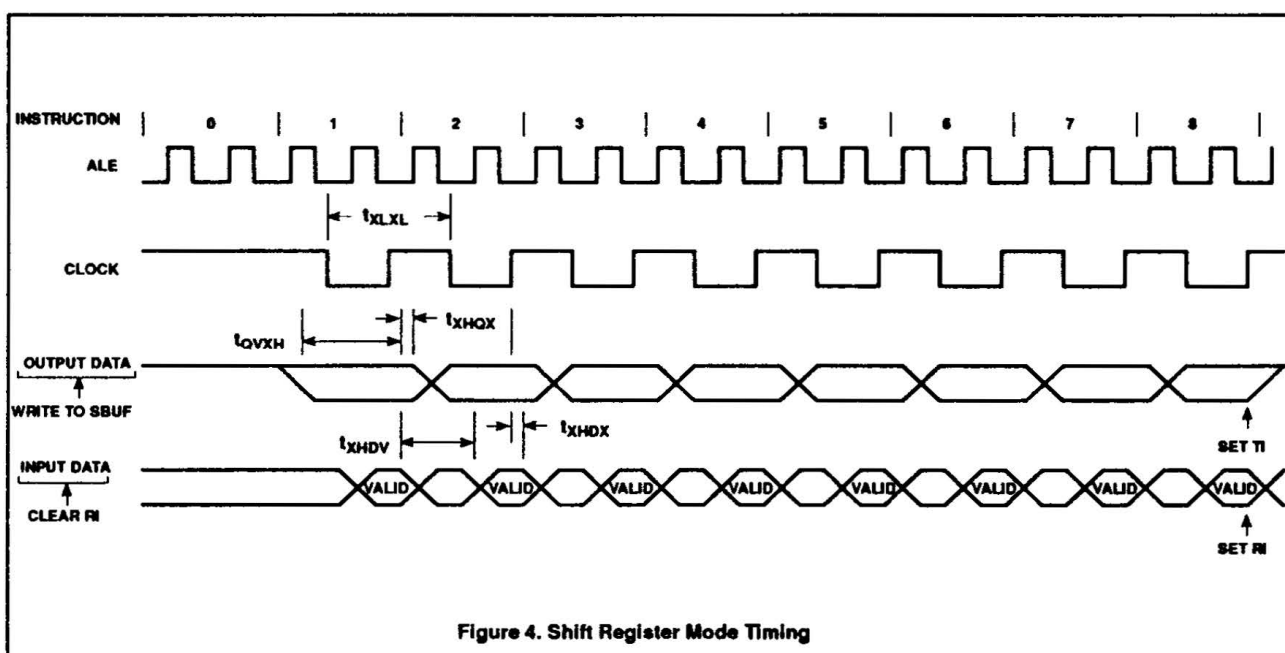 INSTRUCTION | 0 | 1 | 2 | 3 | 4 | 5 | 6 | 7 | 8 |
ALE
tXLXL
CLOCK
tQVXH
tXHQX
OUTPUT DATA
WRITE TO SBUF
tXHDV
tXHDX
SET TI
INPUT DATA
VALID VALID VALID VALID VALID VALID VALID VALID
CLEAR RI
SET RI
Figure 4. Shift Register Mode Timing